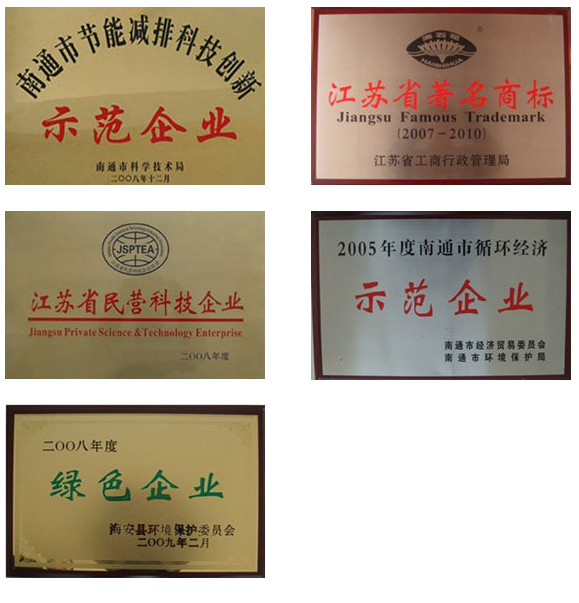 南通市节能减排科技创新
示范企业
南通市科学技术局
二〇〇八年十二月
海石花
HAISHIHUA
®
江苏省著名商标
Jiangsu Famous Trademark
(2007-2010)
江苏省工商行政管理局
JSPTEA
江苏省民营科技企业
Jiangsu Private Science & Technology Enterprise
二〇〇八年度
2005年度南通市循环经济
示范企业
南通市经济贸易委员会
南通市环境保护局
二〇〇八年度
绿色企业
海安县环境保护委员会
二〇〇九年二月